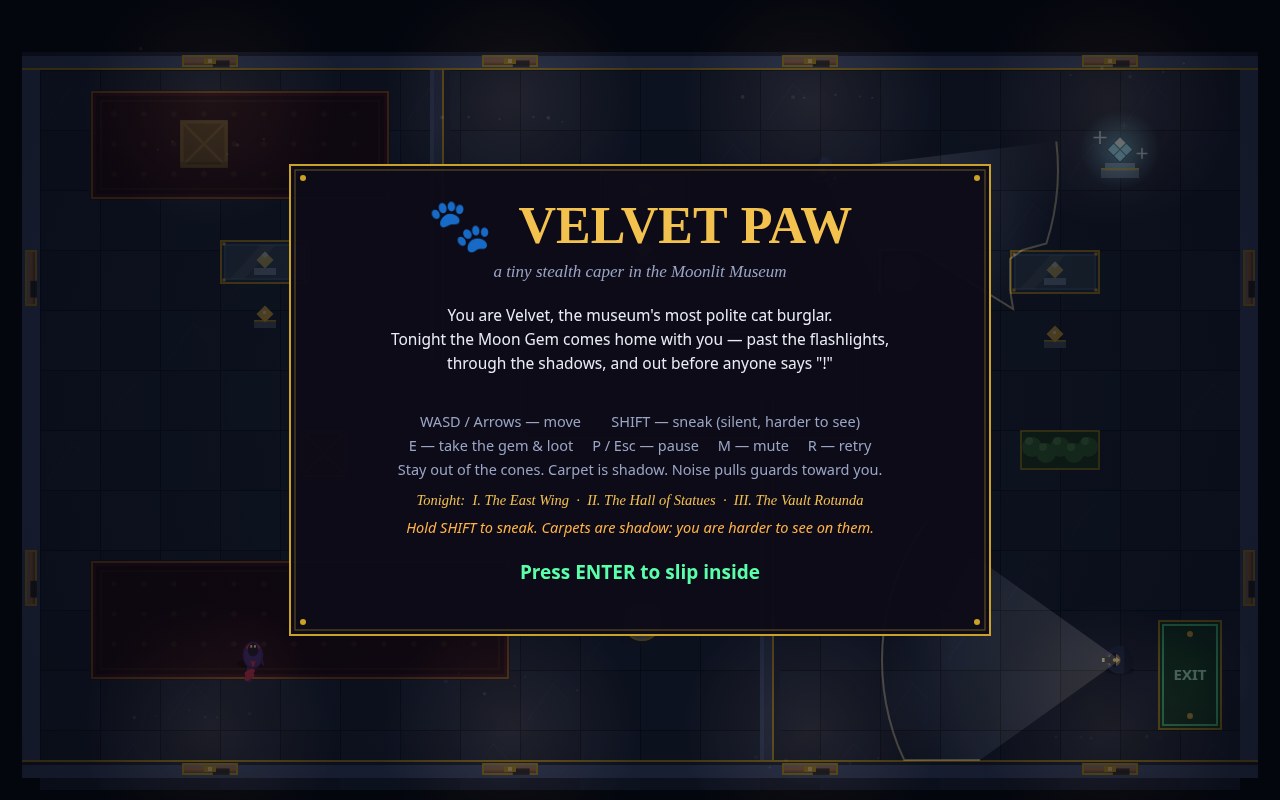 VELVET PAW
a tiny stealth caper in the Moonlit Museum
You are Velvet, the museum's most polite cat burglar.
Tonight the Moon Gem comes home with you — past the flashlights,
through the shadows, and out before anyone says "!"
WASD / Arrows — move SHIFT — sneak (silent, harder to see)
E — take the gem & loot P / Esc — pause M — mute R — retry
Stay out of the cones. Carpet is shadow. Noise pulls guards toward you.
Tonight: I. The East Wing · II. The Hall of Statues · III. The Vault Rotunda
Hold SHIFT to sneak. Carpets are shadow: you are harder to see on them.
Press ENTER to slip inside
EXIT